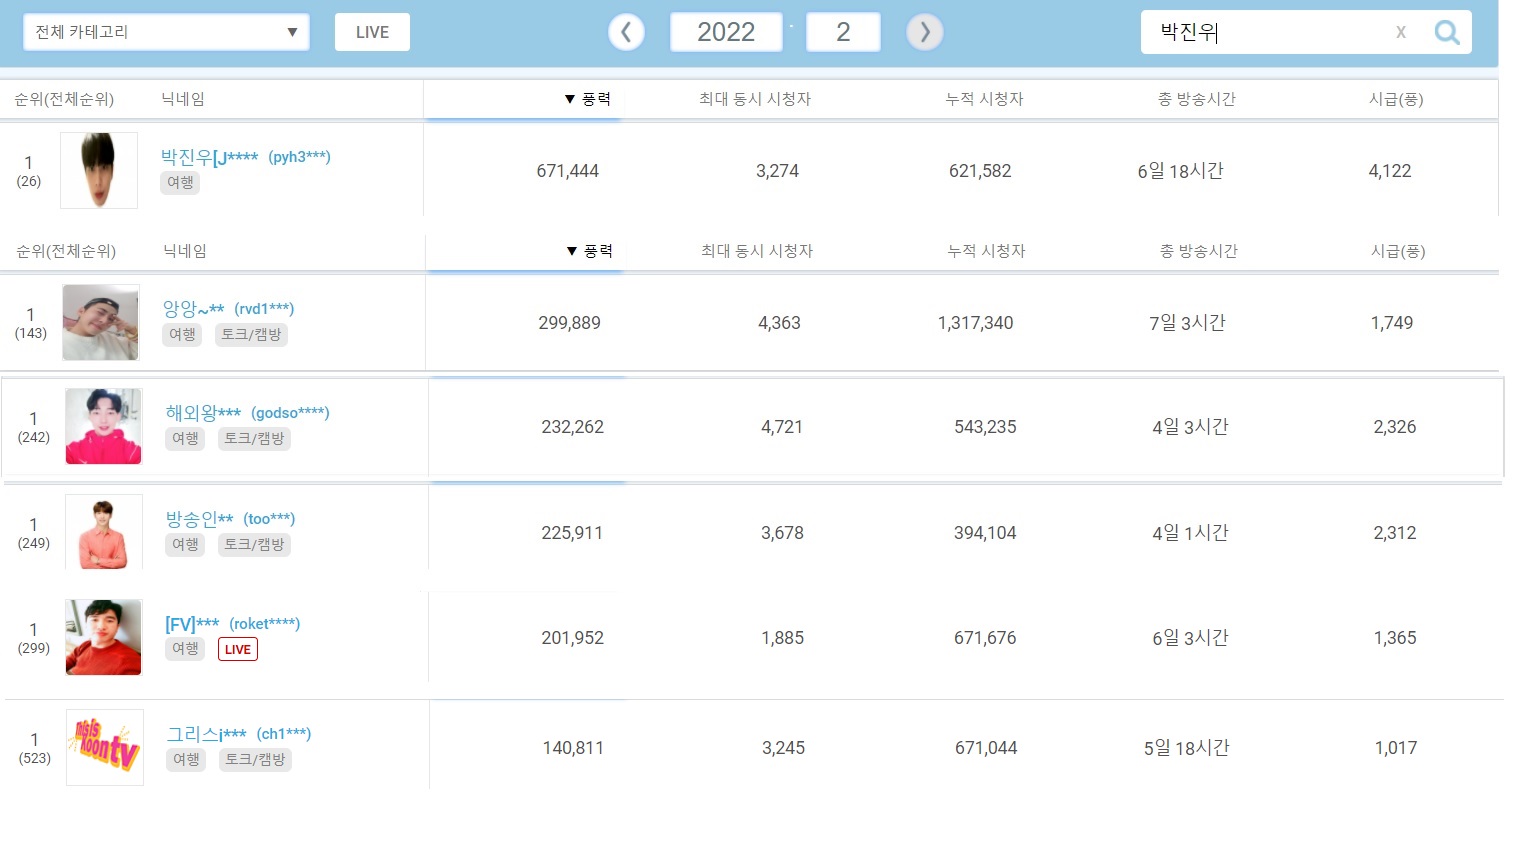 전체 카테고리 ▼ LIVE 2022 · 2 박진우 X
순위(전체순위) 닉네임 ▼ 풍력 최대 동시 시청자 누적 시청자 총 방송시간 시급(풍)
1 박진우[J**** (pyh3***) 671,444 3,274 621,582 6일 18시간 4,122
(26) 여행
순위(전체순위) 닉네임 ▼ 풍력 최대 동시 시청자 누적 시청자 총 방송시간 시급(풍)
1 앙앙~** (rvd1***) 299,889 4,363 1,317,340 7일 3시간 1,749
(143) 여행 토크/캠방
1 해외왕*** (godso****) 232,262 4,721 543,235 4일 3시간 2,326
(242) 여행 토크/캠방
1 방송인** (too***) 225,911 3,678 394,104 4일 1시간 2,312
(249) 여행 토크/캠방
1 [FV]*** (roket****) 201,952 1,885 671,676 6일 3시간 1,365
(299) 여행 LIVE
1 그리스i*** (ch1***) 140,811 3,245 671,044 5일 18시간 1,017
(523) 여행 토크/캠방
This is
Koontv